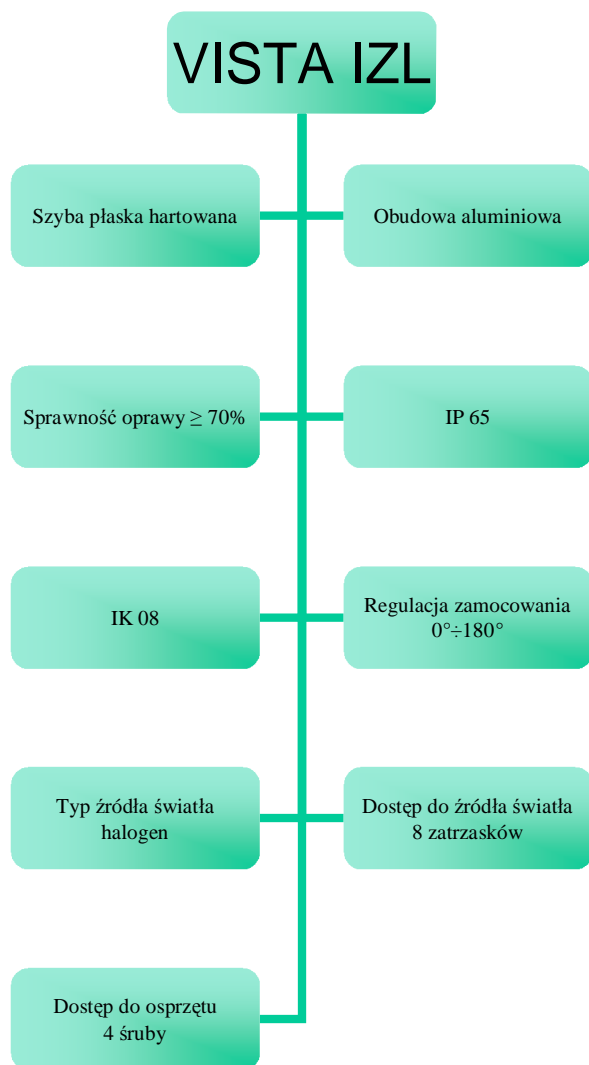 VISTA IZL
Szyba płaska hartowana
Obudowa aluminiowa
Sprawność oprawy ≥ 70%
IP 65
IK 08
Regulacja zamocowania
0°÷180°
Typ źródła światła
halogen
Dostęp do źródła światła
8 zatrzasków
Dostęp do osprzętu
4 śruby